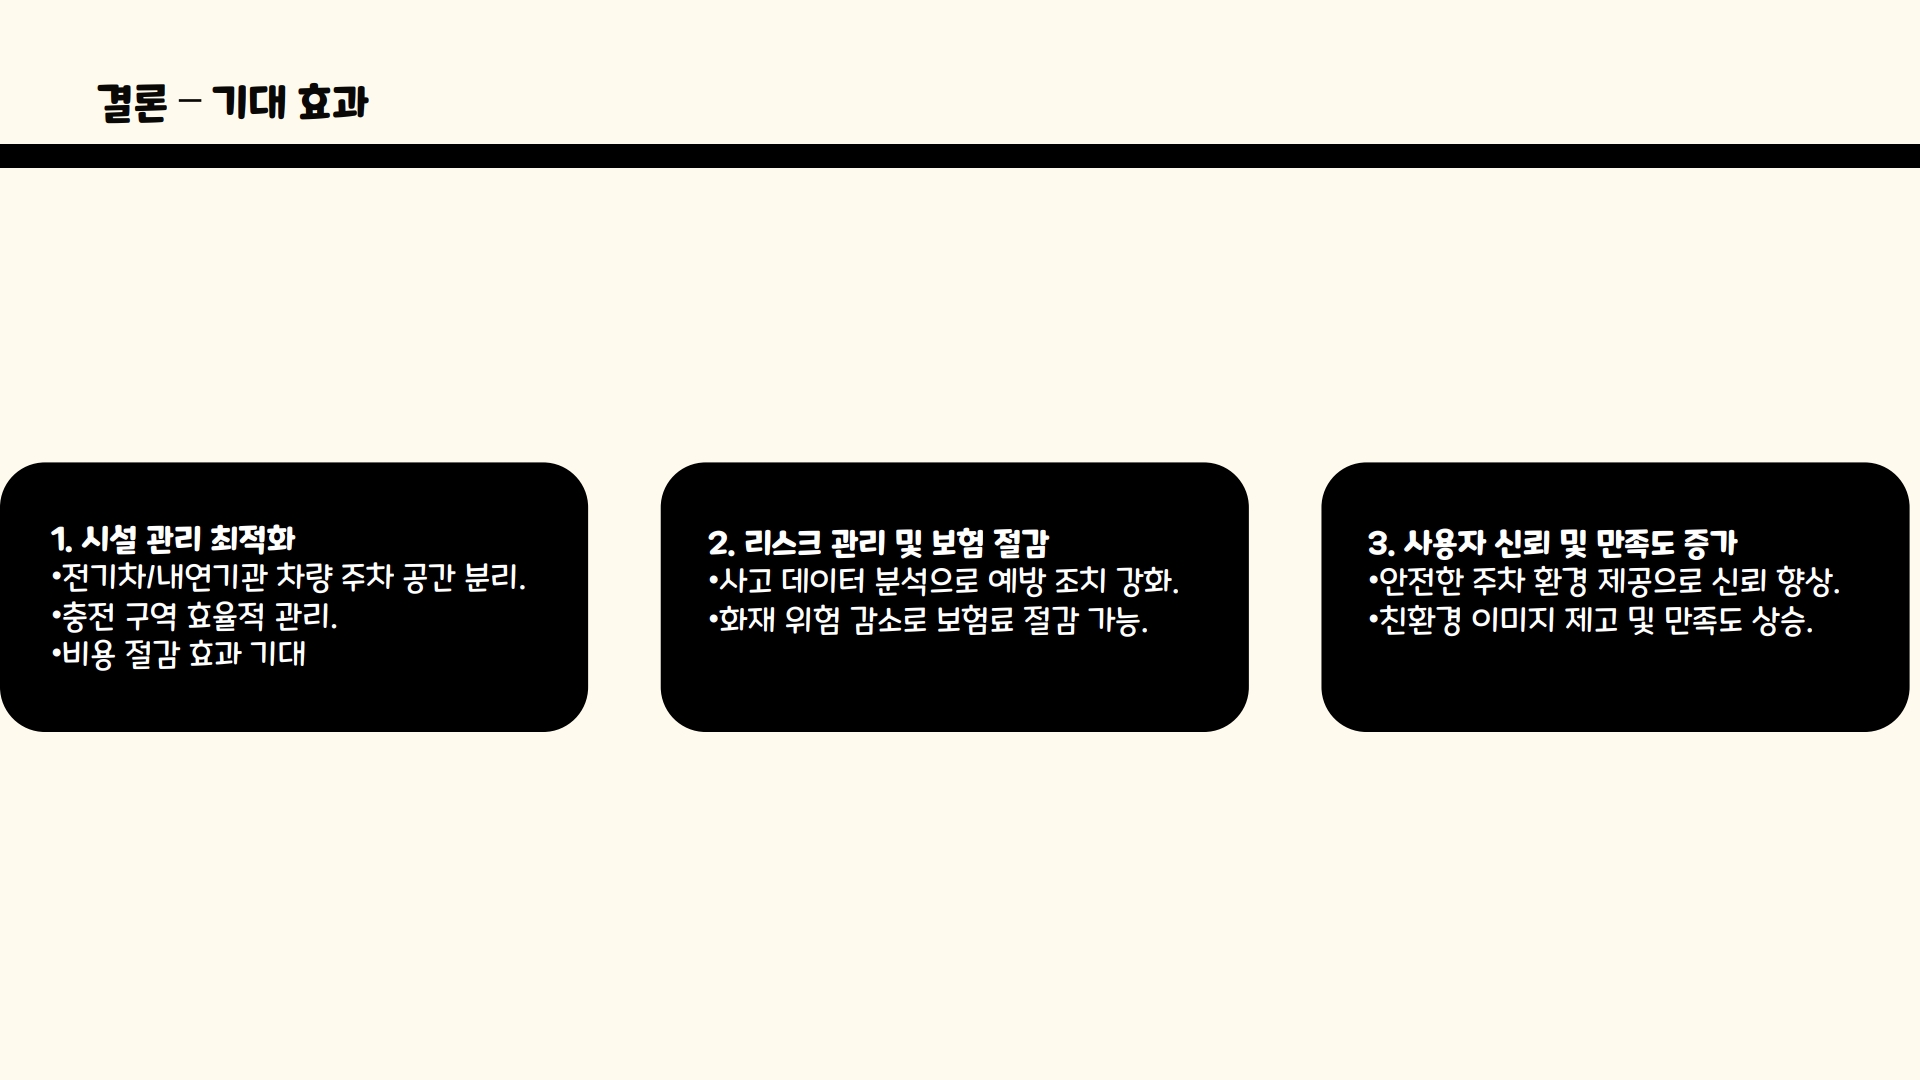 결론 – 기대 효과
1. 시설 관리 최적화
•전기차/내연기관 차량 주차 공간 분리.
•충전 구역 효율적 관리.
•비용 절감 효과 기대
2. 리스크 관리 및 보험 절감
•사고 데이터 분석으로 예방 조치 강화.
•화재 위험 감소로 보험료 절감 가능.
3. 사용자 신뢰 및 만족도 증가
•안전한 주차 환경 제공으로 신뢰 향상.
•친환경 이미지 제고 및 만족도 상승.